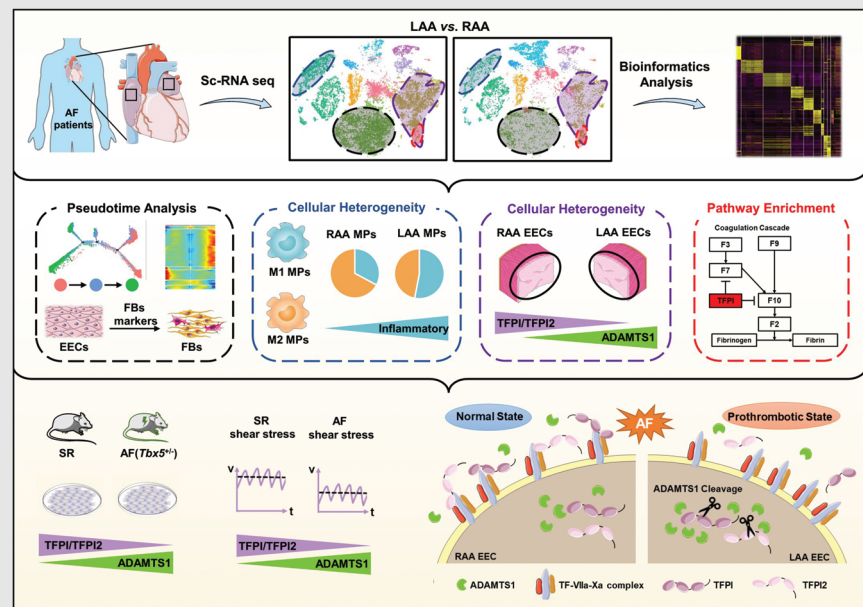 LAA vs. RAA
Sc-RNA seq
Bioinformatics
Analysis
AF
patients
Pseudotime Analysis
FBs
markers
EECs
FBs
Cellular Heterogeneity
RAA MPs
LAA MPs
M1 MPs
M2 MPs
Inflammatory
Cellular Heterogeneity
RAA EECs
LAA EECs
TFPI/TFPI2
ADAMTS1
Pathway Enrichment
Coagulation Cascade
F3
F9
F7
TFPI
F10
F2
Fibrinogen
Fibrin
SR
AF(Tbx5+/-)
TFPI/TFPI2
ADAMTS1
SR
shear stress
AF
shear stress
V
t
V
t
TFPI/TFPI2
ADAMTS1
Normal State
AF
Prothrombotic State
ADAMTS1 Cleavage
RAA EEC
LAA EEC
ADAMTS1
TF-VIIa-Xa complex
TFPI
TFPI2